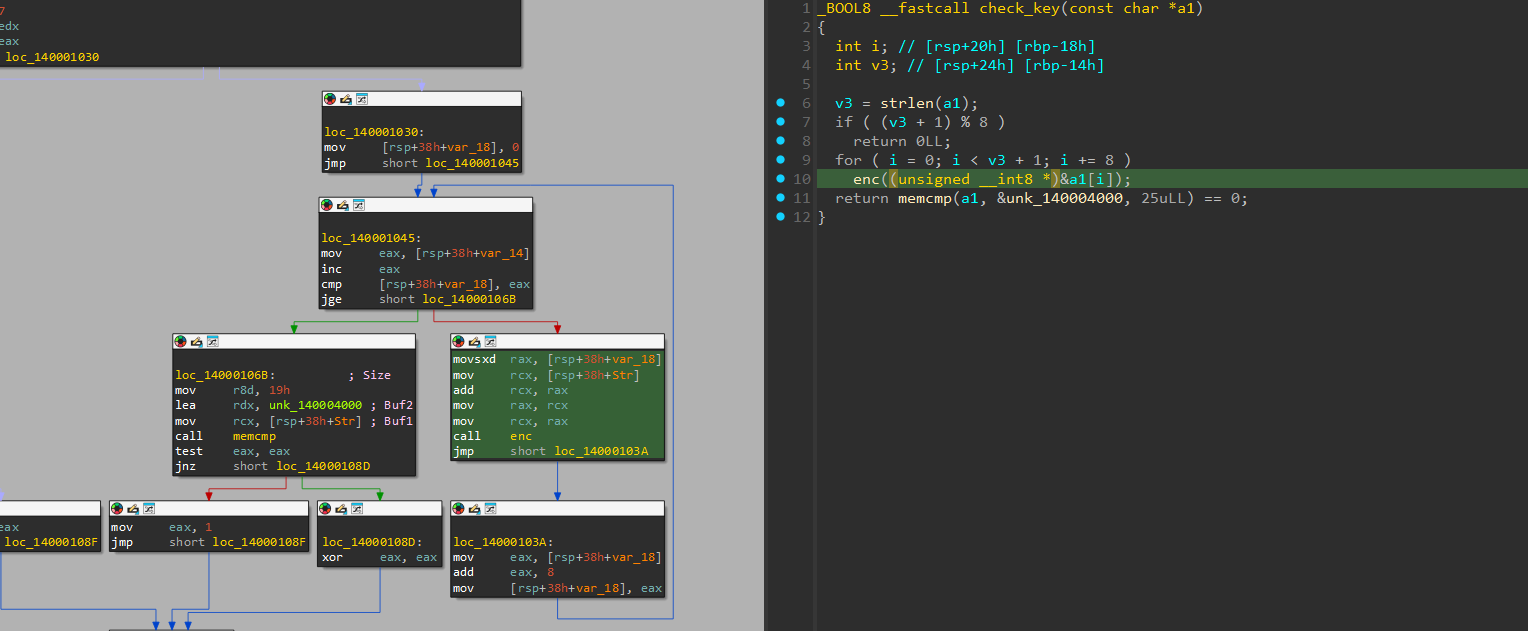 7
edx
eax
loc_140001030
loc_140001030:
mov [rsp+38h+var_18], 0
jmp short loc_140001045
loc_140001045:
mov eax, [rsp+38h+var_14]
inc eax
cmp [rsp+38h+var_18], eax
jge short loc_14000106B
loc_14000106B: ; Size
mov r8d, 19h
lea rdx, unk_140004000 ; Buf2
mov rcx, [rsp+38h+Str] ; Buf1
call memcmp
test eax, eax
jnz short loc_14000108D
movsxd rax, [rsp+38h+var_18]
mov rcx, [rsp+38h+Str]
add rcx, rax
mov rax, rcx
mov rcx, rax
call enc
jmp short loc_14000103A
eax
loc_14000108F
mov eax, 1
jmp short loc_14000108F
loc_14000108D:
xor eax, eax
loc_14000103A:
mov eax, [rsp+38h+var_18]
add eax, 8
mov [rsp+38h+var_18], eax
1 _BOOL8 __fastcall check_key(const char *a1)
2 {
3 int i; // [rsp+20h] [rbp-18h]
4 int v3; // [rsp+24h] [rbp-14h]
5
6 v3 = strlen(a1);
7 if ( (v3 + 1) % 8 )
8 return 0LL;
9 for ( i = 0; i < v3 + 1; i += 8 )
10 enc((unsigned __int8 *)&a1[i]);
11 return memcmp(a1, &unk_140004000, 25uLL) == 0;
12 }